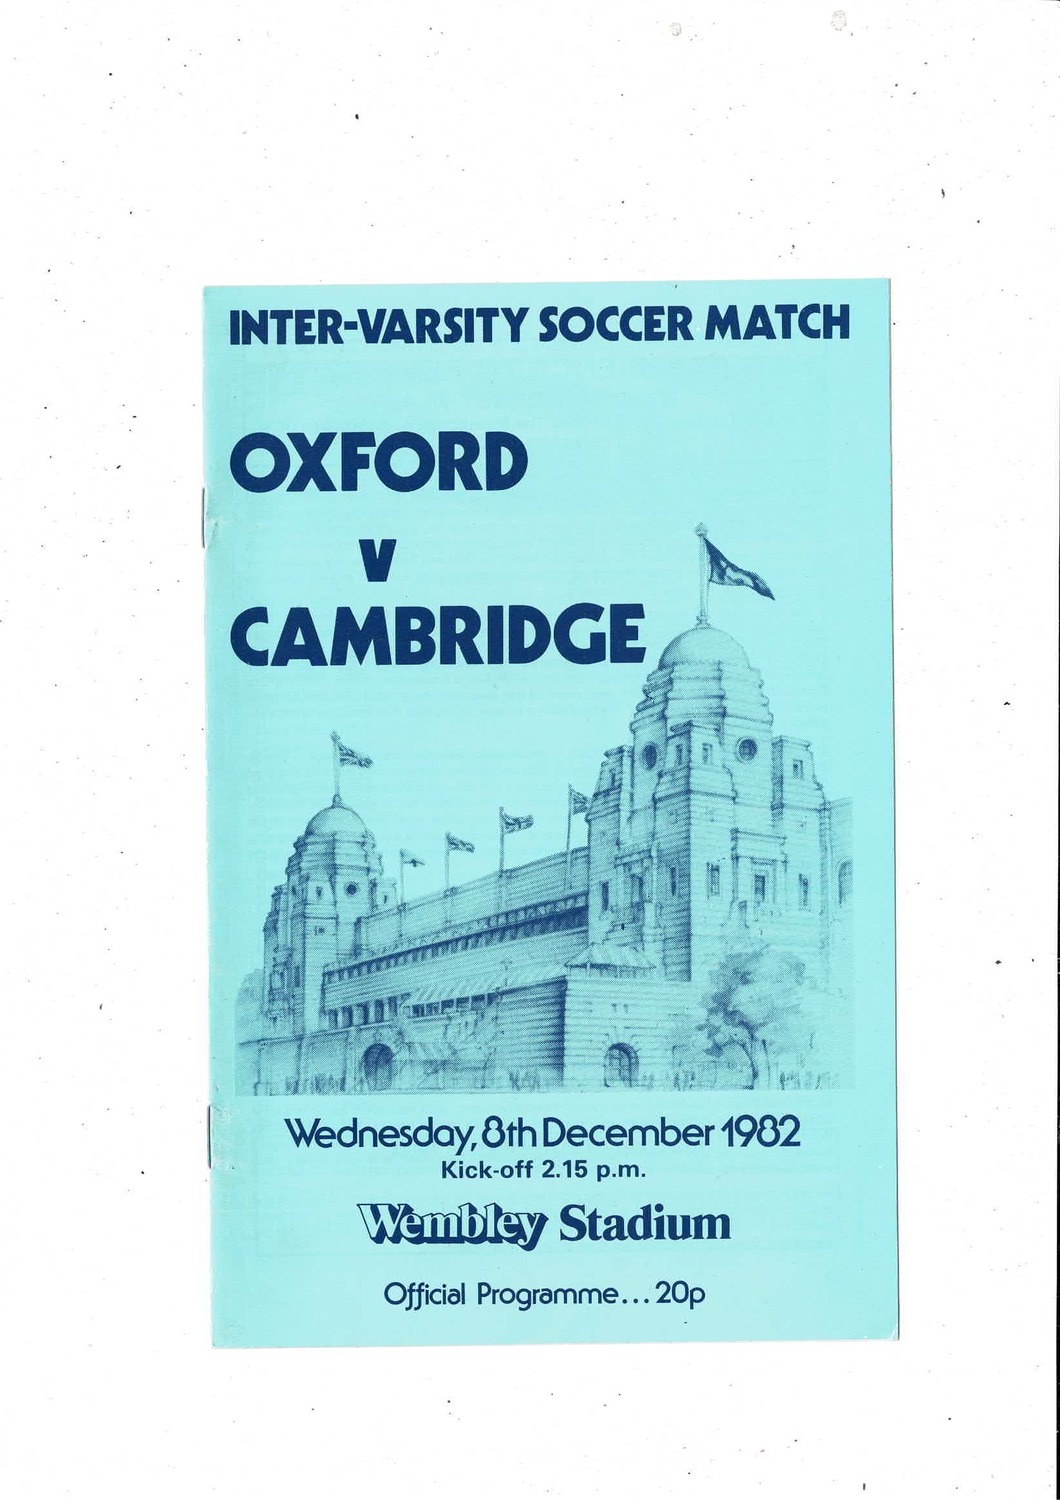 INTER-VARSITY SOCCER MATCH
OXFORD
V
CAMBRIDGE
Wednesday, 8th December 1982
Kick-off 2.15 p.m.
Wembley Stadium
Official Programme... 20p